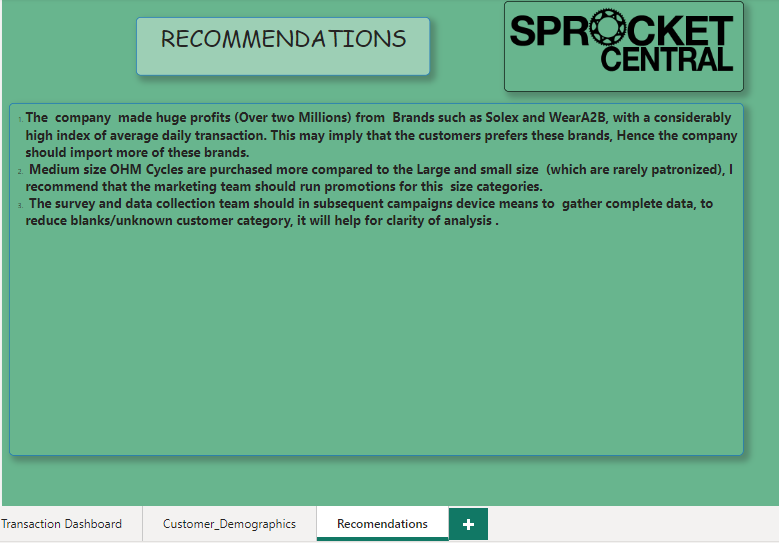 RECOMMENDATIONS
SPROCKET
CENTRAL
1. The company made huge profits (Over two Millions) from Brands such as Solex and WearA2B, with a considerably
high index of average daily transaction. This may imply that the customers prefers these brands, Hence the company
should import more of these brands.
2. Medium size OHM Cycles are purchased more compared to the Large and small size (which are rarely patronized), I
recommend that the marketing team should run promotions for this size categories.
3. The survey and data collection team should in subsequent campaigns device means to gather complete data, to
reduce blanks/unknown customer category, it will help for clarity of analysis .
Transaction Dashboard
Customer_Demographics
Recomendations
+